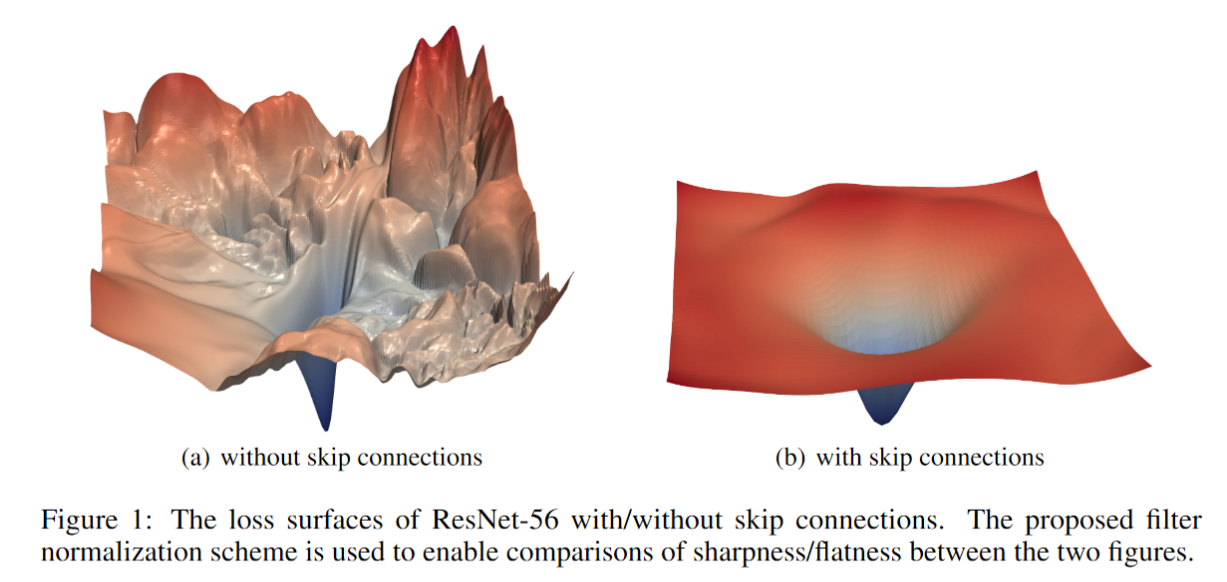 (a) without skip connections
(b) with skip connections
Figure 1: The loss surfaces of ResNet-56 with/without skip connections. The proposed filter
normalization scheme is used to enable comparisons of sharpness/flatness between the two figures.